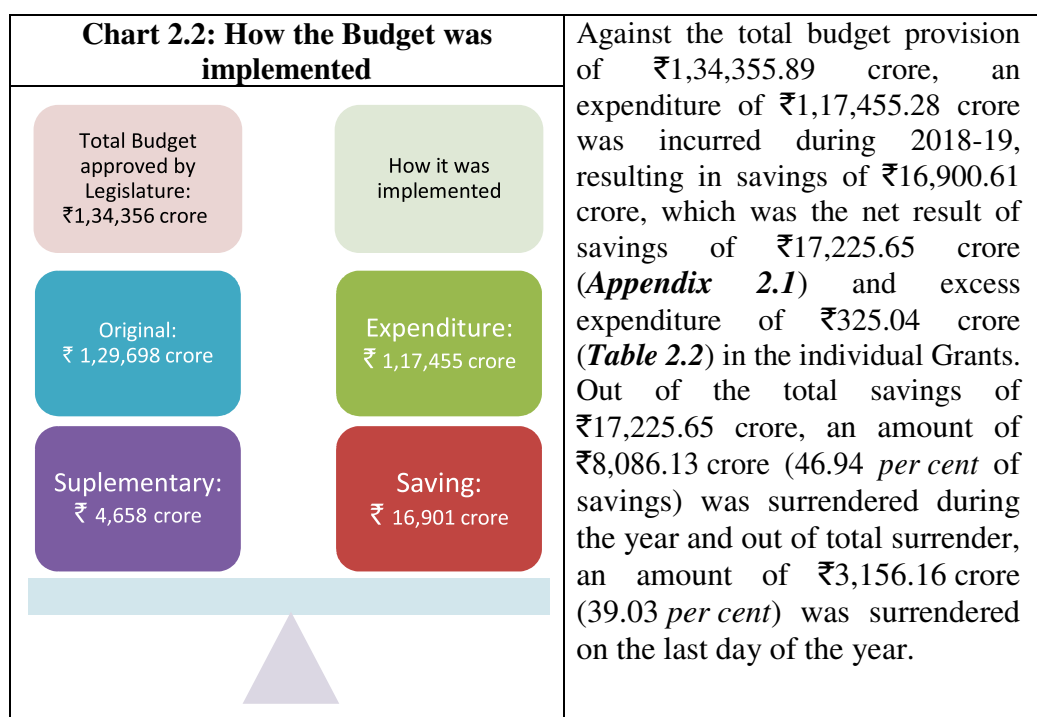 Chart 2.2: How the Budget was
implemented
Total Budget
approved by
Legislature:
₹1,34,356 crore
How it was
implemented
Original:
₹ 1,29,698 crore
Expenditure:
₹ 1,17,455 crore
Suplementary:
₹ 4,658 crore
Saving:
₹ 16,901 crore
Against the total budget provision
of ₹1,34,355.89 crore, an
expenditure of ₹1,17,455.28 crore
was incurred during 2018-19,
resulting in savings of ₹16,900.61
crore, which was the net result of
savings of ₹17,225.65 crore
(Appendix 2.1) and excess
expenditure of ₹325.04 crore
(Table 2.2) in the individual Grants.
Out of the total savings of
₹17,225.65 crore, an amount of
₹8,086.13 crore (46.94 per cent of
savings) was surrendered during
the year and out of total surrender,
an amount of ₹3,156.16 crore
(39.03 per cent) was surrendered
on the last day of the year.